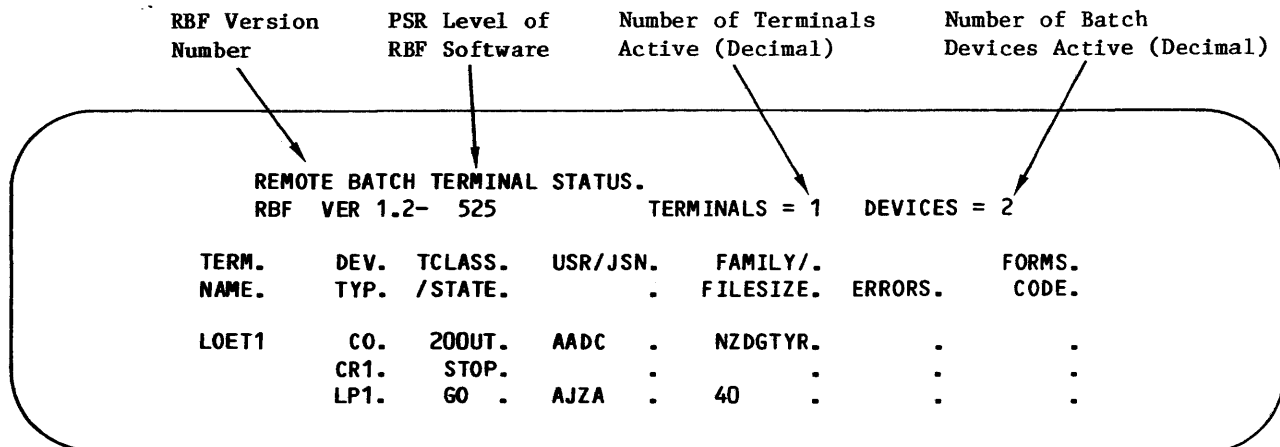 RBF Version PSR Level of Number of Terminals Number of Batch
Number RBF Software Active (Decimal) Devices Active (Decimal)
REMOTE BATCH TERMINAL STATUS.
RBF VER 1.2- 525 TERMINALS = 1 DEVICES = 2
TERM. DEV. TCLASS. USR/JSN. FAMILY/. FORMS.
NAME. TYP. /STATE. . FILESIZE. ERRORS. CODE.
LOET1 CO. 200UT. AADC . NZDGTYR. . .
CR1. STOP. . . . .
LP1. GO . AJZA . 40 . . .